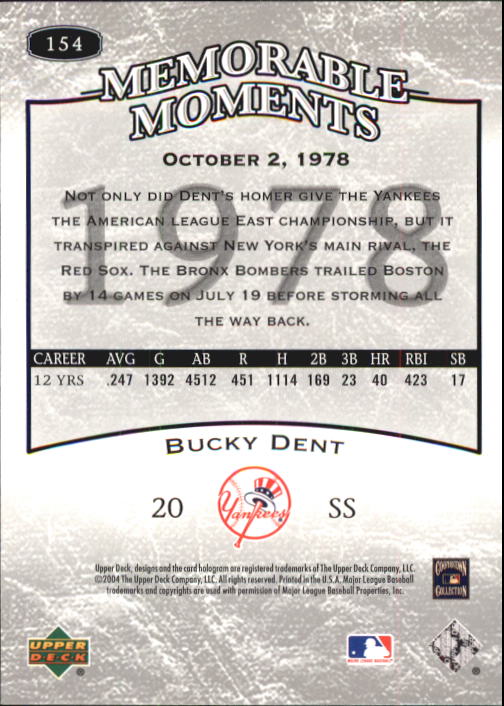 154
MEMORABLE
MOMENTS
OCTOBER 2, 1978
1978
NOT ONLY DID DENT'S HOMER GIVE THE YANKEES
THE AMERICAN LEAGUE EAST CHAMPIONSHIP, BUT IT
TRANSPIRED AGAINST NEW YORK'S MAIN RIVAL, THE
RED SOX. THE BRONX BOMBERS TRAILED BOSTON
BY 14 GAMES ON JULY 19 BEFORE STORMING ALL
THE WAY BACK.
CAREER AVG G AB R H 2B 3B HR RBI SB
12 YRS .247 1392 4512 451 1114 169 23 40 423 17
BUCKY DENT
20 Yankees SS
Upper Deck, designs and the card hologram are registered trademarks of The Upper Deck Company, LLC.
©2004 The Upper Deck Company, LLC. All rights reserved. Printed in the U.S.A. Major League Baseball
trademarks and copyrights are used with permission of Major League Baseball Properties, Inc.
COOPERSTOWN
COLLECTION
UPPER
DECK
®
MAJOR LEAGUE BASEBALL
®